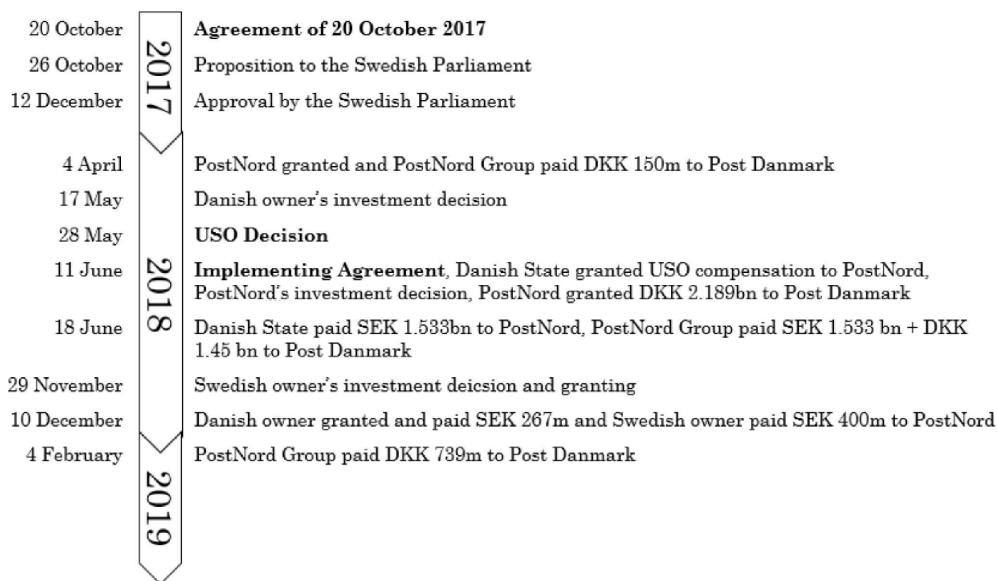 20 October Agreement of 20 October 2017
26 October Proposition to the Swedish Parliament
12 December Approval by the Swedish Parliament
2017
4 April PostNord granted and PostNord Group paid DKK 150m to Post Danmark
17 May Danish owner's investment decision
28 May USO Decision
11 June Implementing Agreement, Danish State granted USO compensation to PostNord,
PostNord's investment decision, PostNord granted DKK 2.189bn to Post Danmark
2018
18 June Danish State paid SEK 1.533bn to PostNord, PostNord Group paid SEK 1.533 bn + DKK
1.45 bn to Post Danmark
29 November Swedish owner's investment deicsion and granting
10 December Danish owner granted and paid SEK 267m and Swedish owner paid SEK 400m to PostNord
4 February PostNord Group paid DKK 739m to Post Danmark
2019